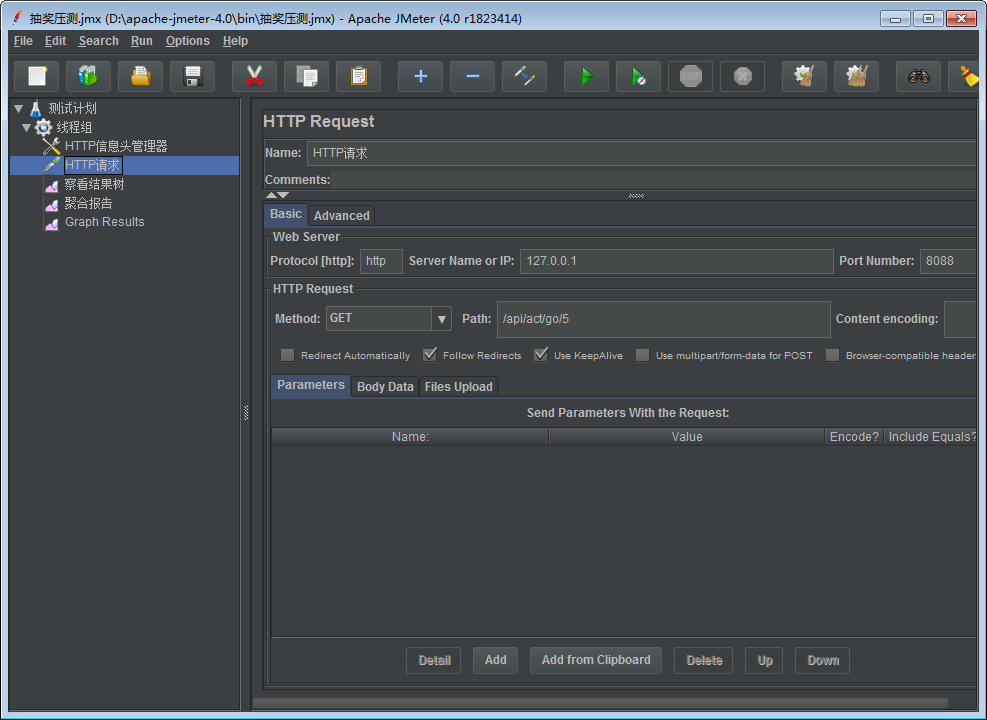 抽奖压测.jmx (D:\apache-jmeter-4.0\bin\抽奖压测.jmx) - Apache JMeter (4.0 r1823414)
File Edit Search Run Options Help
STOP
测试计划
线程组
HTTP信息头管理器
HTTP请求
察看结果树
聚合报告
Graph Results
HTTP Request
Name: HTTP请求
Comments:
Basic Advanced
Web Server
Protocol [http]: http Server Name or IP: 127.0.0.1 Port Number: 8088
HTTP Request
Method: GET Path: /api/act/go/5 Content encoding:
Redirect Automatically Follow Redirects Use KeepAlive Use multipart/form-data for POST Browser-compatible header
Parameters Body Data Files Upload
Send Parameters With the Request:
Name: Value Encode? Include Equals?
Detail Add Add from Clipboard Delete Up Down